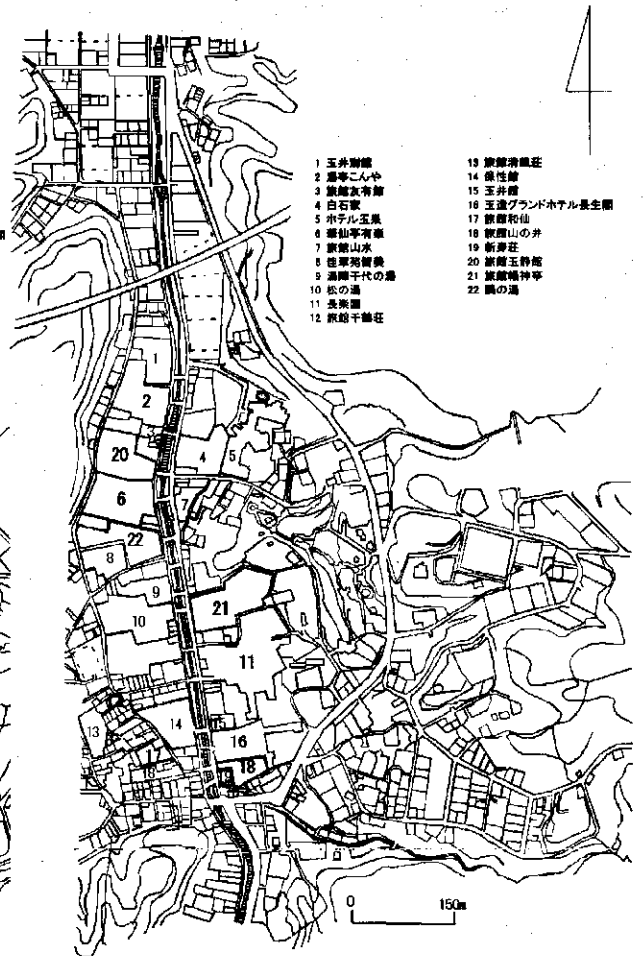 1 玉井別館
2 湯亭こんや
3 旅館友有館
4 白石家
5 ホテル玉泉
6 華仙亭有楽
7 旅館山水
8 佳翠苑皆美
9 湯陣千代の湯
10 松の湯
11 長楽園
12 旅館千鶴荘
13 旅館清観荘
14 保性館
15 玉井館
16 玉造グランドホテル長生閣
17 旅館和仙
18 旅館山の井
19 新寿荘
20 旅館玉静館
21 旅館幡神亭
22 鶴の湯
1
2
20
4
5
6
7
22
8
9
10
21
11
13
14
15
16
18
18
0 150m